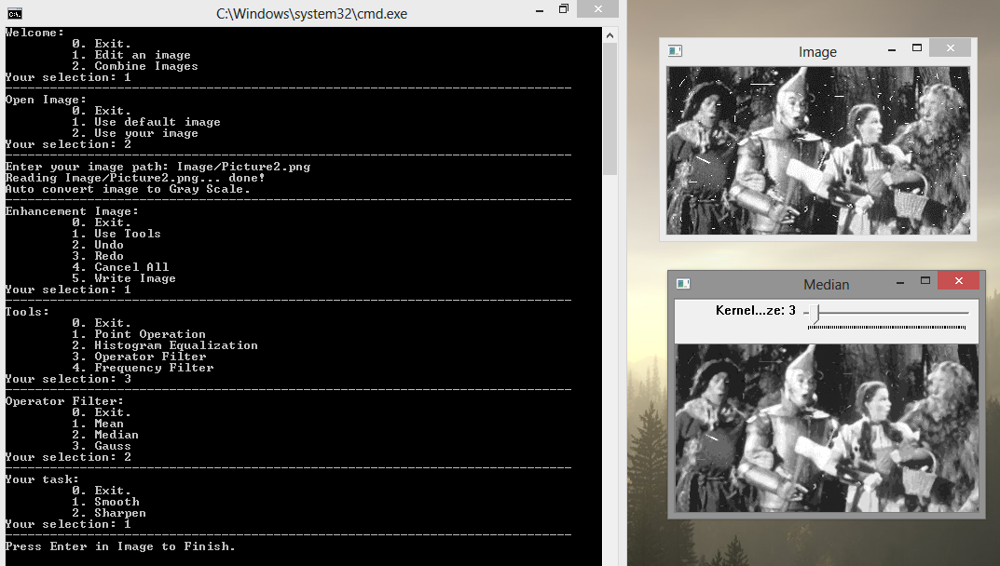 C:\Windows\system32\cmd.exe
Welcome:
0. Exit.
1. Edit an image
2. Combine Images
Your selection: 1
Open Image:
0. Exit.
1. Use default image
2. Use your image
Your selection: 2
Enter your image path: Image/Picture2.png
Reading Image/Picture2.png... done!
Auto convert image to Gray Scale.
Enhancement Image:
0. Exit.
1. Use Tools
2. Undo
3. Redo
4. Cancel All
5. Write Image
Your selection: 1
Tools:
0. Exit.
1. Point Operation
2. Histogram Equalization
3. Operator Filter
4. Frequency Filter
Your selection: 3
Operator Filter:
0. Exit.
1. Mean
2. Median
3. Gauss
Your selection: 2
Your task:
0. Exit.
1. Smooth
2. Sharpen
Your selection: 1
Press Enter in Image to Finish.
Image
Median
Kernel...ze: 3